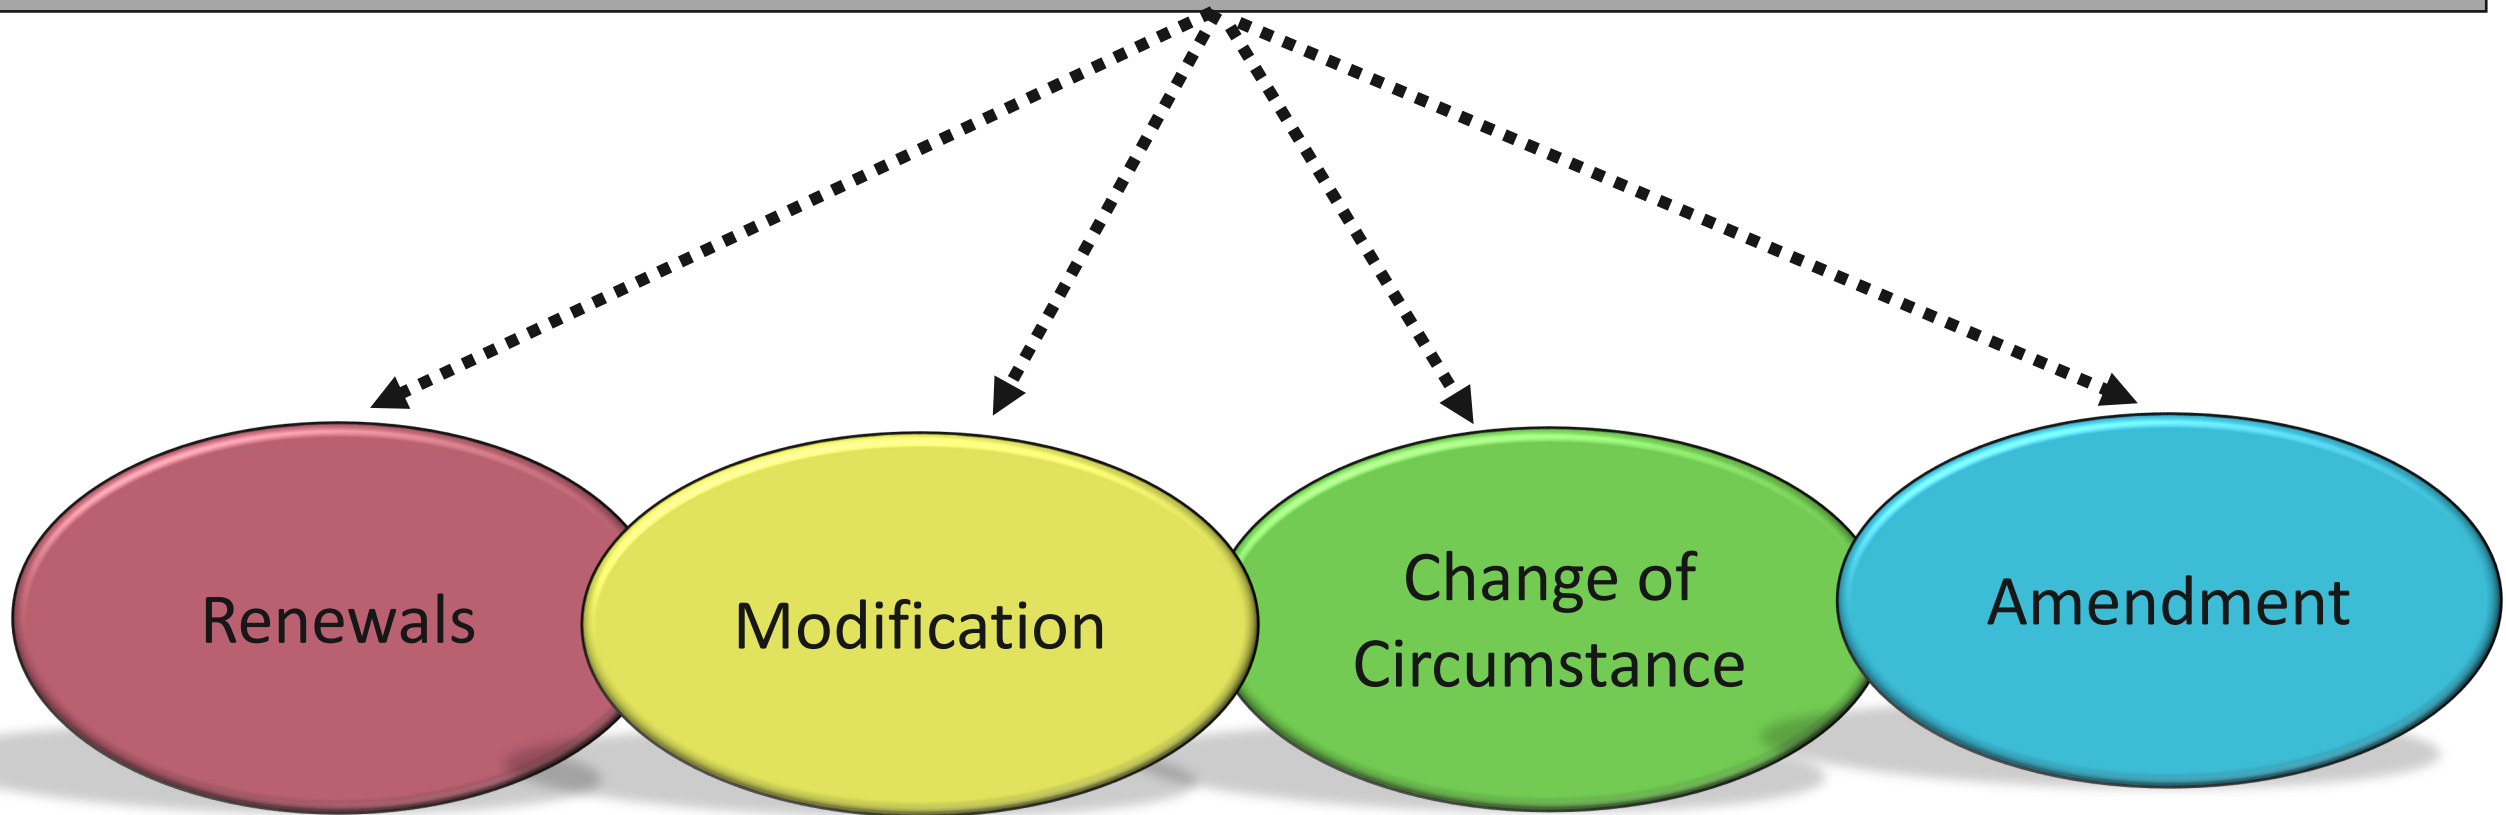 Renewals
Modification
Change of
Circumstance
Amendment